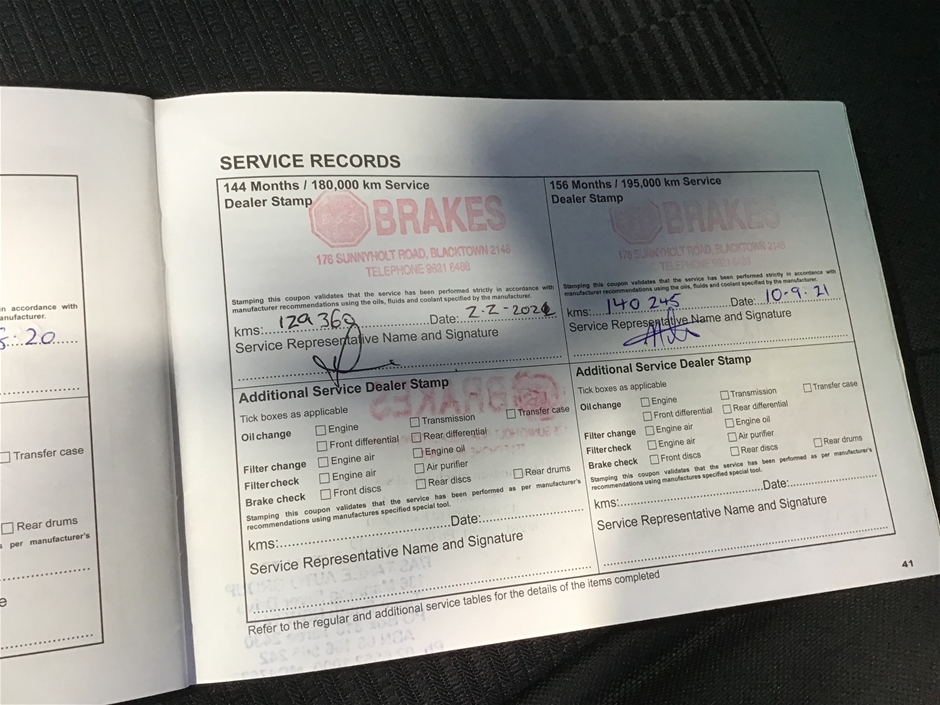 in accordance with
anufacturer.
5.20
Transfer case
Rear drums
s per manufacturer's
e
SERVICE RECORDS
144 Months / 180,000 km Service
Dealer Stamp
BRAKES
178 SUNNYHOLT ROAD, BLACKTOWN 2148
TELEPHONE 9821 6466
Stamping this coupon validates that the service has been performed strictly in accordance with
manufacturer recommendations using the oils, fluids and coolant specified by the manufacturer.
kms: 129 369 Date: 2-2-2021
Service Representative Name and Signature
Additional Service Dealer Stamp
BRAKES
Tick boxes as applicable
Oil change Engine Transmission Transfer case
Front differential Rear differential
Filter change Engine air Engine oil
Filter check Engine air Air purifier
Brake check Front discs Rear discs Rear drums
Stamping this coupon validates that the service has been performed as per manufacturer's
recommendations using manufactures specified special tool.
kms: Date:
Service Representative Name and Signature
156 Months / 195,000 km Service
Dealer Stamp
BRAKES
178 SUNNYHOLT ROAD, BLACKTOWN 2148
Stamping this coupon validates that the service has been performed strictly in accordance with
manufacturer recommendations using the oils, fluids and coolant specified by the manufacturer.
kms: 140 245 Date: 10-9-21
Service Representative Name and Signature
Additional Service Dealer Stamp
Tick boxes as applicable
Oil change Engine Transmission Transfer case
Front differential Rear differential
Filter change Engine air Engine oil
Filter check Engine air Air purifier
Brake check Front discs Rear discs Rear drums
Stamping this coupon validates that the service has been performed as per manufacturer's
recommendations using manufactures specified special tool.
kms: Date:
Service Representative Name and Signature
Refer to the regular and additional service tables for the details of the items completed
41